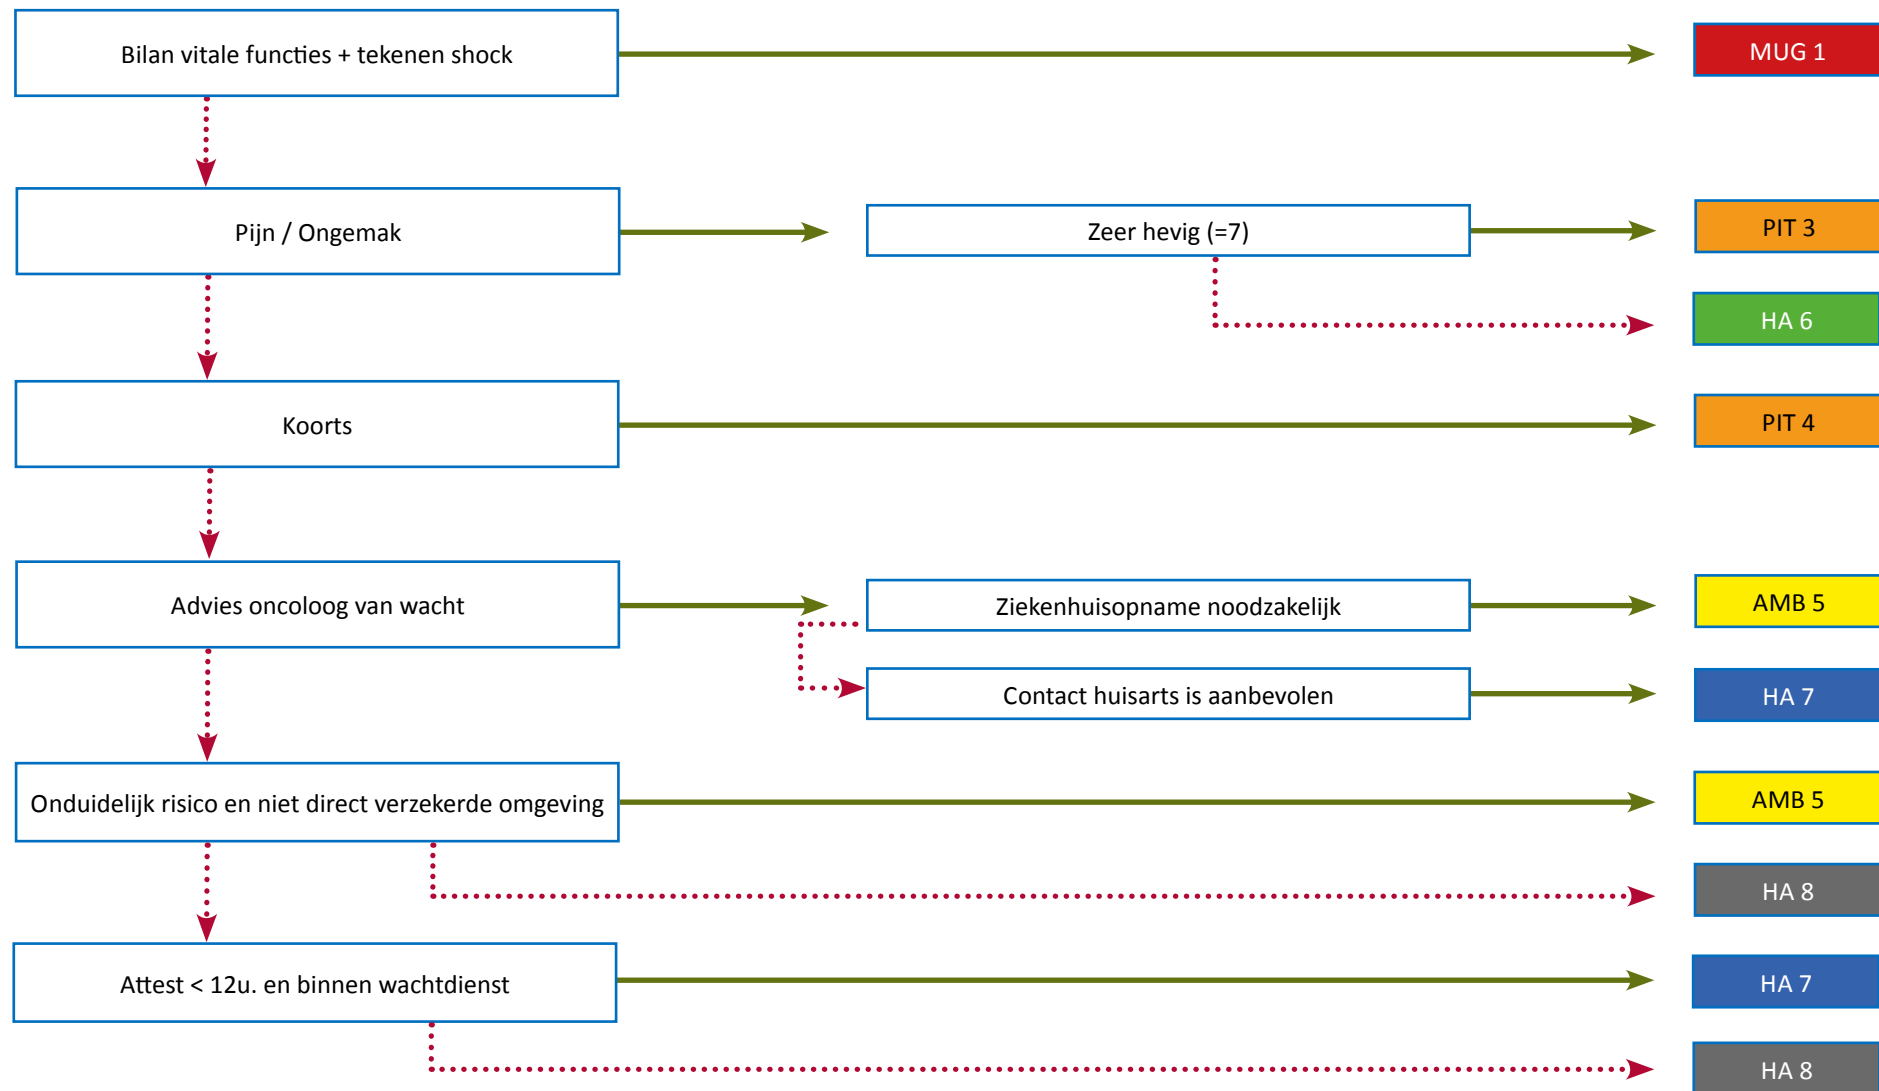 Bilan vitale functies + tekenen shock
MUG 1
Pijn / Ongemak
Zeer hevig (=7)
PIT 3
HA 6
Koorts
PIT 4
Advies oncoloog van wacht
Ziekenhuisopname noodzakelijk
AMB 5
Contact huisarts is aanbevolen
HA 7
Onduidelijk risico en niet direct verzekerde omgeving
AMB 5
HA 8
Attest < 12u. en binnen wachtdienst
HA 7
HA 8